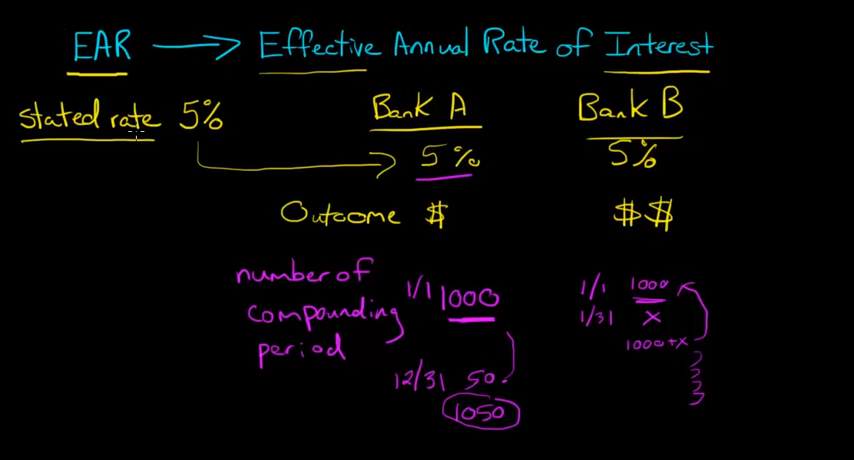 EAR → Effective Annual Rate of Interest
Stated rate 5% Bank A Bank B
5% 5%
Outcome $ $$
number of
compounding
period
1/1 1000
12/31 50
1050
1/1 1000
1/31 x
1000+x